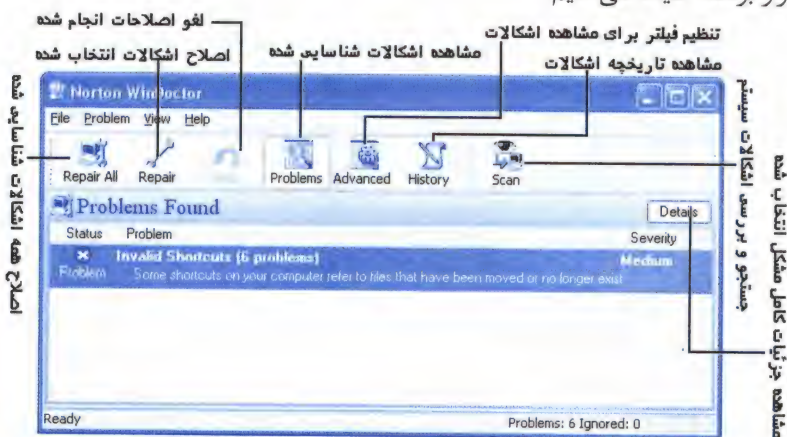 لغو اصلاحات انجام شده
تنظیم فیلتر برای مشاهده اشکالات
اصلاح اشکالات انتخاب شده
مشاهده اشکالات شناسایی شده
مشاهده تاریخچه اشکالات
اصلاح همه اشکالات شناسایی شده
Norton WinDoctor
File Problem View Help
Repair All Repair Problems Advanced History Scan
Problems Found
Details
Status Problem Severity
Invalid Shortcuts (6 problems) Medium
Problem Some shortcuts on your computer refer to files that have been moved or no longer exist
Ready Problems: 6 Ignored: 0
جستجو و بررسی اشکالات سیستم
مشاهده جزئیات کامل مشکل انتخاب شده